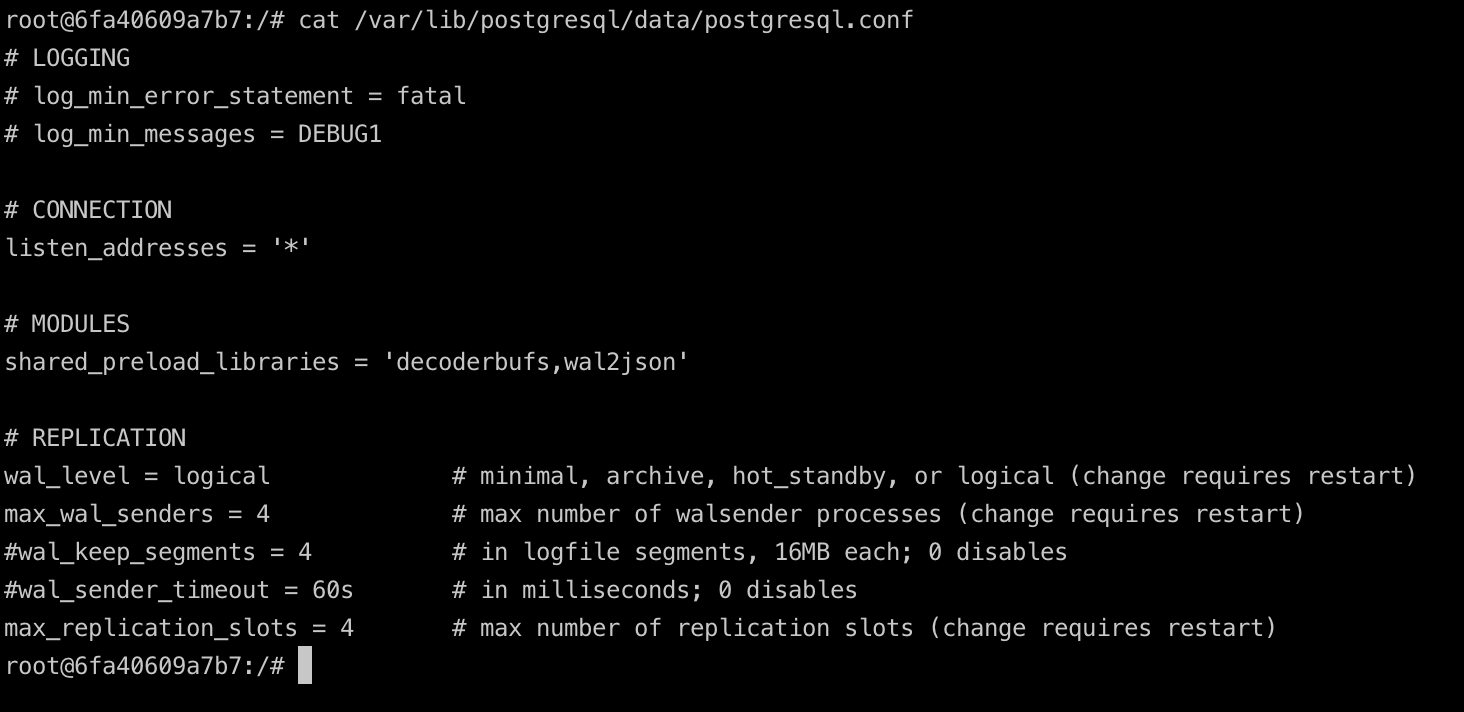 root@6fa40609a7b7:/# cat /var/lib/postgresql/data/postgresql.conf
# LOGGING
# log_min_error_statement = fatal
# log_min_messages = DEBUG1
# CONNECTION
listen_addresses = '*'
# MODULES
shared_preload_libraries = 'decoderbufs,wal2json'
# REPLICATION
wal_level = logical             # minimal, archive, hot_standby, or logical (change requires restart)
max_wal_senders = 4             # max number of walsender processes (change requires restart)
#wal_keep_segments = 4          # in logfile segments, 16MB each; 0 disables
#wal_sender_timeout = 60s       # in milliseconds; 0 disables
max_replication_slots = 4       # max number of replication slots (change requires restart)
root@6fa40609a7b7:/#